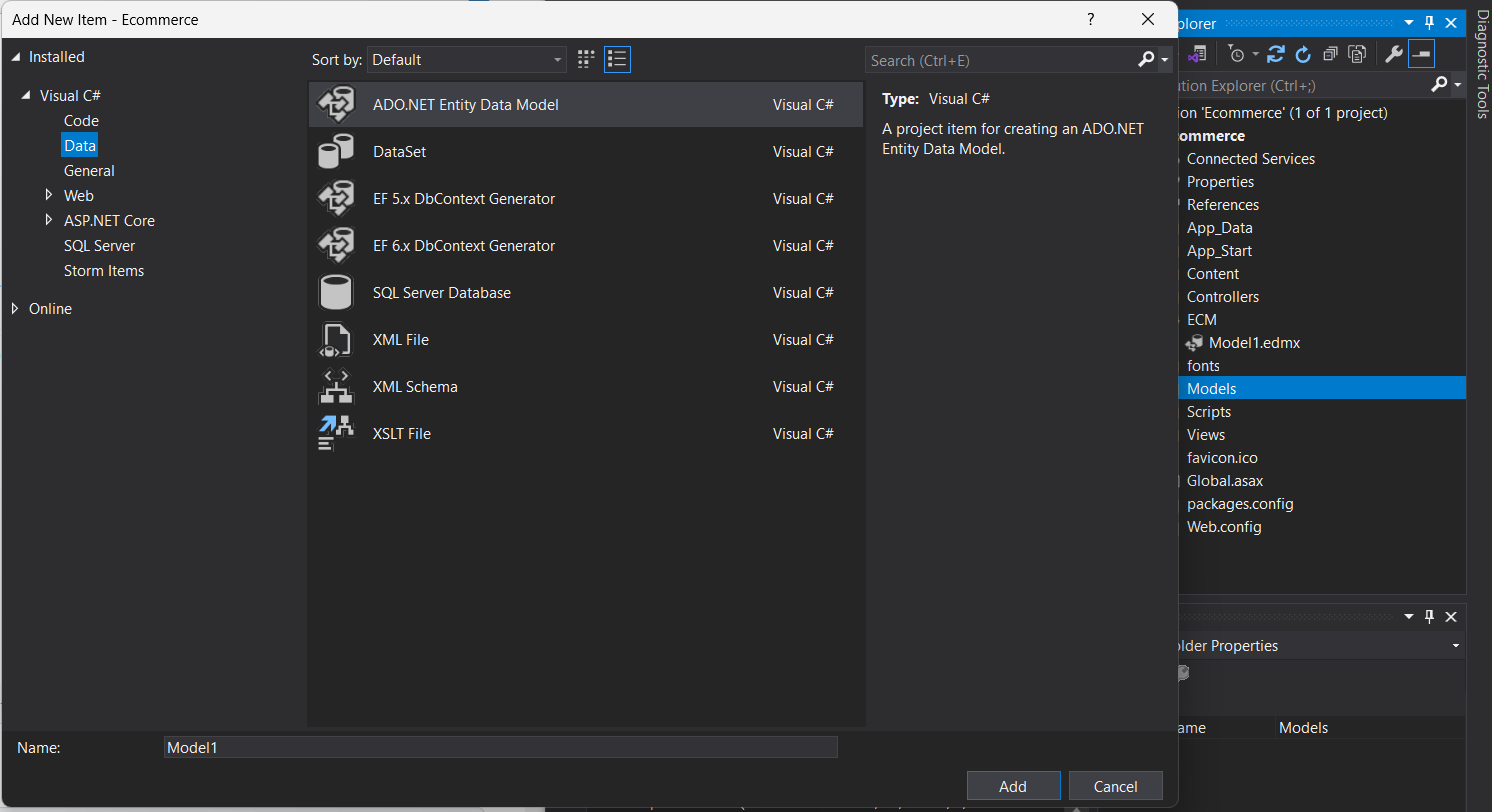 Add New Item - Ecommerce
?
Installed
Visual C#
Code
Data
General
Web
ASP.NET Core
SQL Server
Storm Items
Online
Sort by: Default
Search (Ctrl+E)
ADO.NET Entity Data Model Visual C#
DataSet Visual C#
EF 5.x DbContext Generator Visual C#
EF 6.x DbContext Generator Visual C#
SQL Server Database Visual C#
XML File Visual C#
XML Schema Visual C#
XSLT File Visual C#
Type: Visual C#
A project item for creating an ADO.NET
Entity Data Model.
Name: Model1
Add Cancel
plorer
ution Explorer (Ctrl+;)
ion 'Ecommerce' (1 of 1 project)
ommerce
Connected Services
Properties
References
App_Data
App_Start
Content
Controllers
ECM
Model1.edmx
fonts
Models
Scripts
Views
favicon.ico
Global.asax
packages.config
Web.config
older Properties
ame Models
Diagnostic Tools